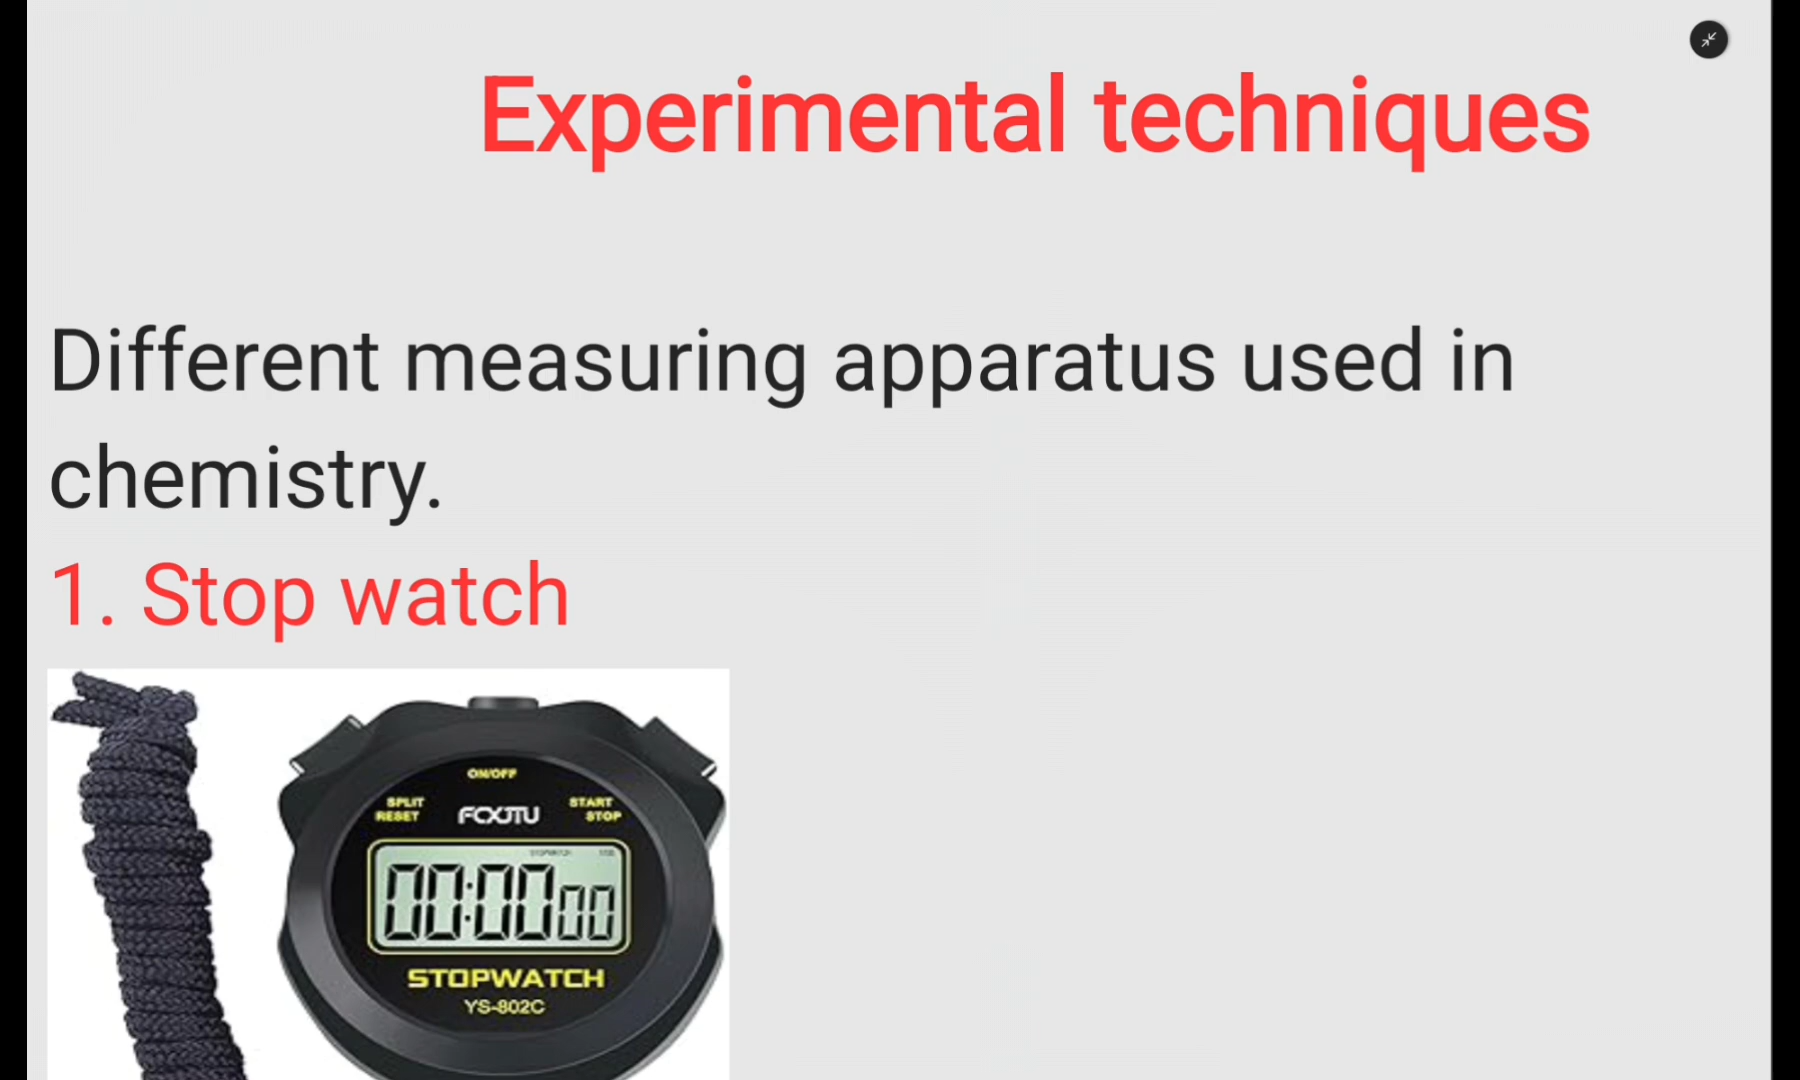 Experimental techniques
Different measuring apparatus used in
chemistry.
1. Stop watch
ON/OFF
SPLIT
RESET
FCXJTU
START
STOP
00:00 00
STOPWATCH
YS-802C